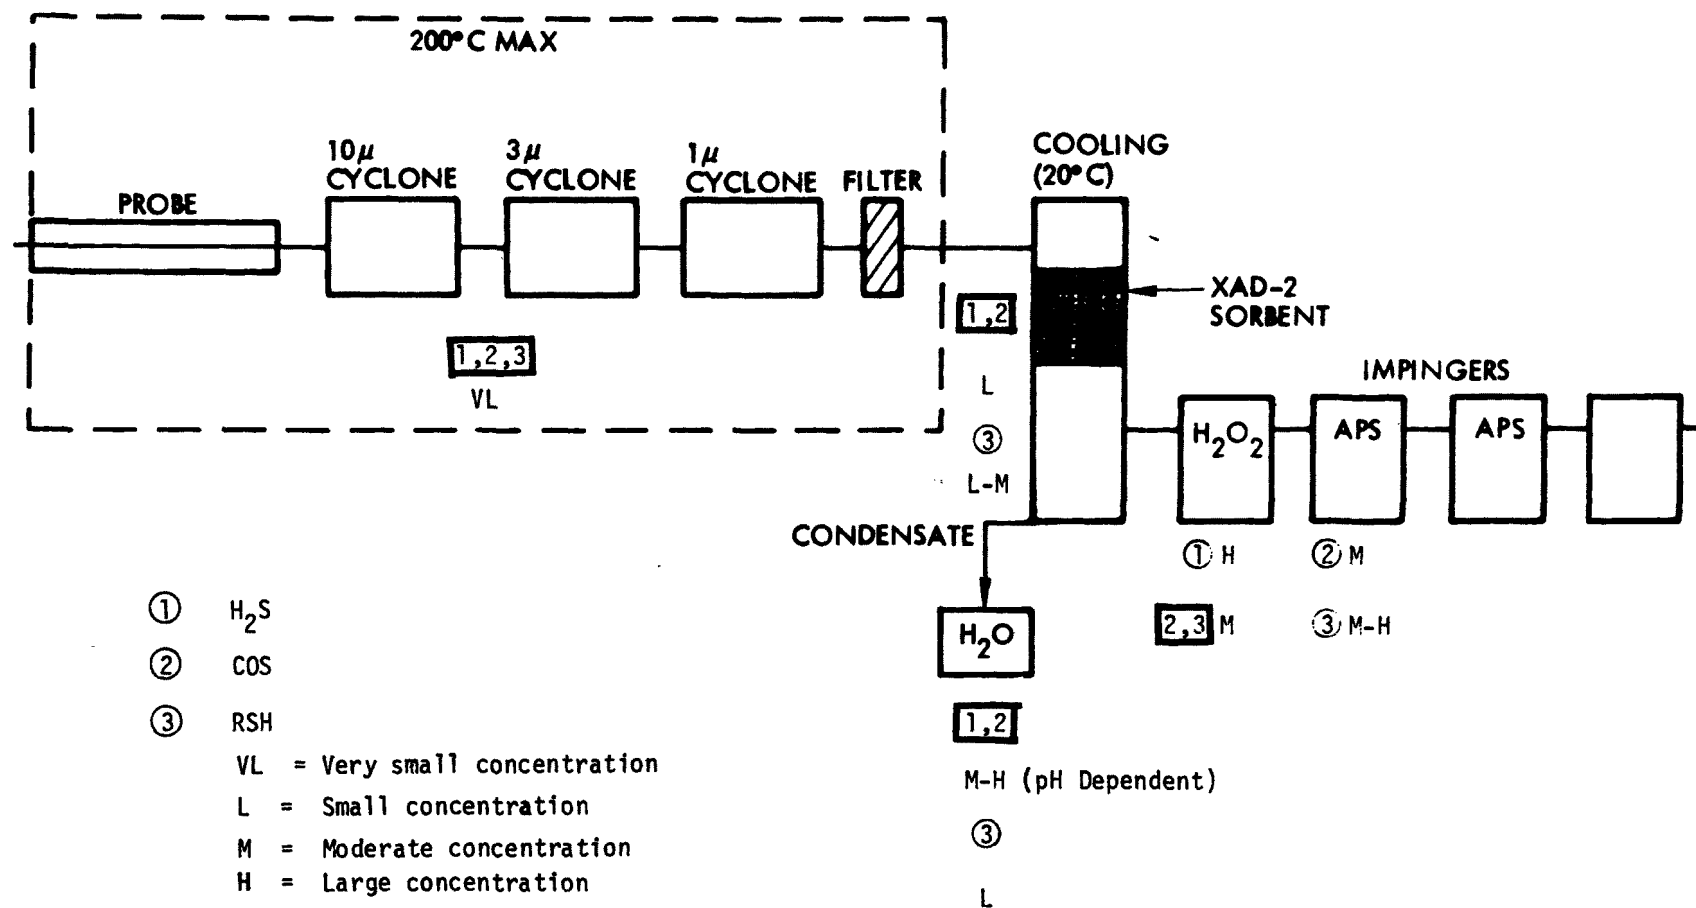 200°C MAX
PROBE
10μ
CYCLONE
3μ
CYCLONE
1μ
CYCLONE
FILTER
COOLING
(20°C)
XAD-2
SORBENT
1,2,3
VL
1,2
L
③
L-M
IMPINGERS
H₂O₂
APS
APS
① H
② M
2,3 M
③ M-H
CONDENSATE
H₂O
1,2
M-H (pH Dependent)
③
L
① H₂S
② COS
③ RSH
VL = Very small concentration
L = Small concentration
M = Moderate concentration
H = Large concentration